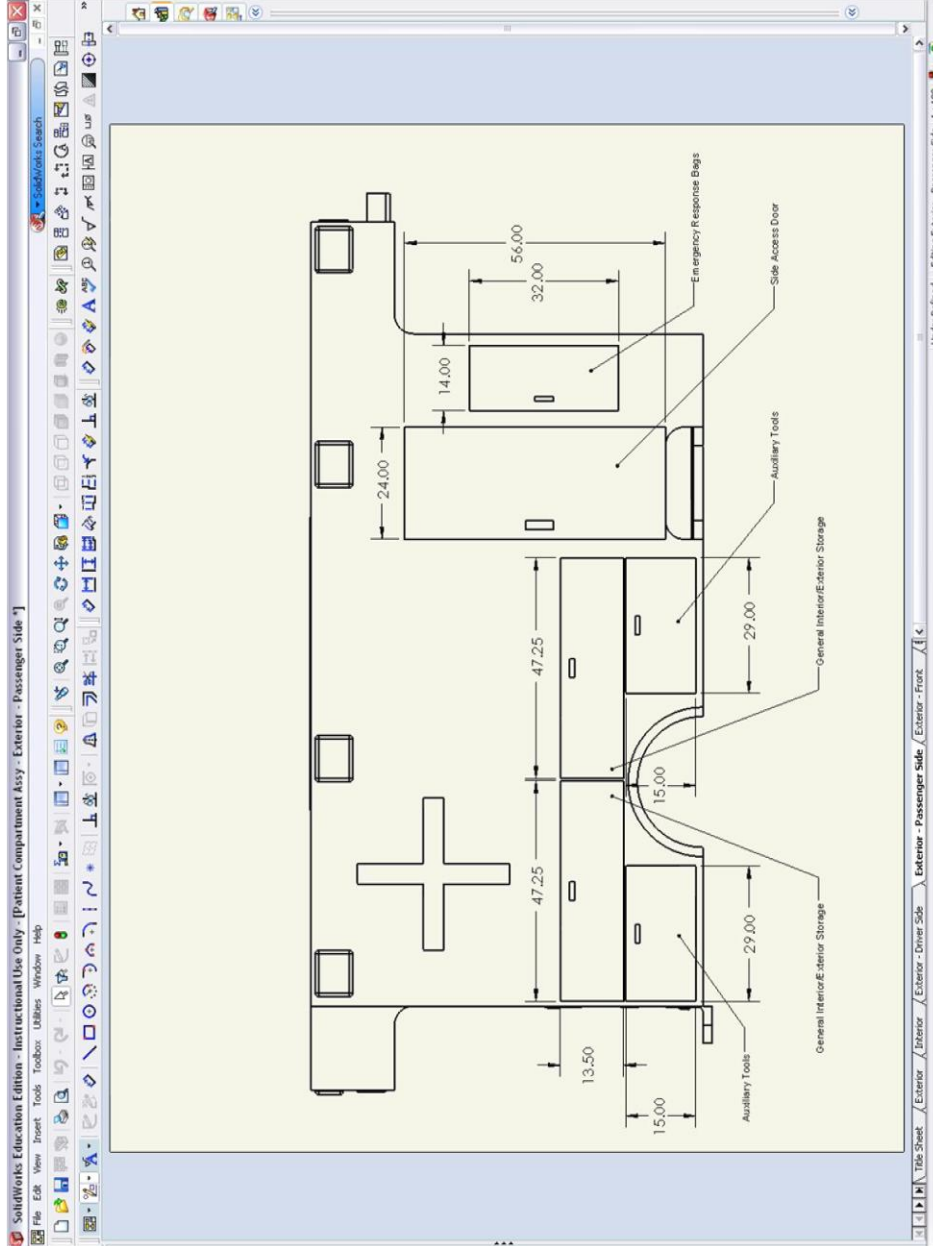 SolidWorks Education Edition - Instructional Use Only - [Patient Compartment Assy - Exterior - Passenger Side *]
File Edit View Insert Tools Toolbox Utilities Window Help
SolidWorks Search
24.00
14.00
56.00
32.00
47.25
47.25
13.50
15.00
15.00
29.00
29.00
Emergency Response Bags
Side Access Door
Auxiliary Tools
General Interior/Exterior Storage
General Interior/Exterior Storage
Auxiliary Tools
Title Sheet Exterior Interior Exterior - Driver Side Exterior - Passenger Side Exterior - Front